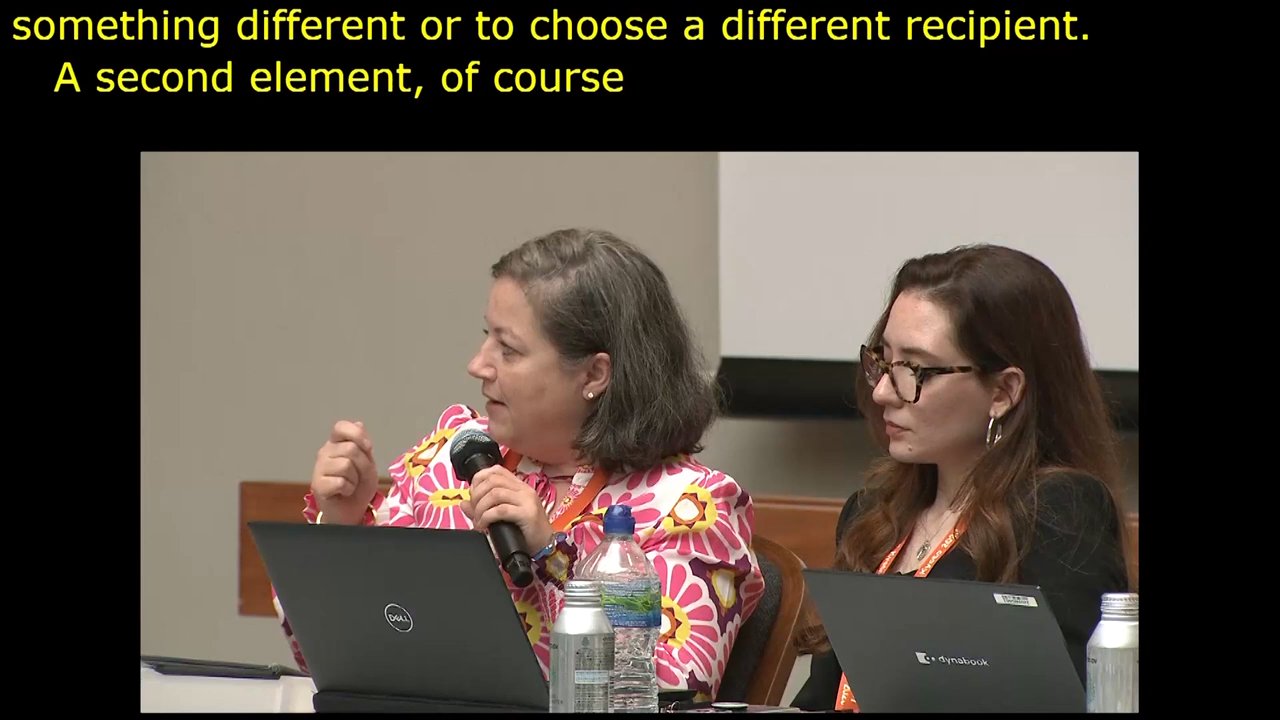 something different or to choose a different recipient.
A second element, of course
DELL
dynabook